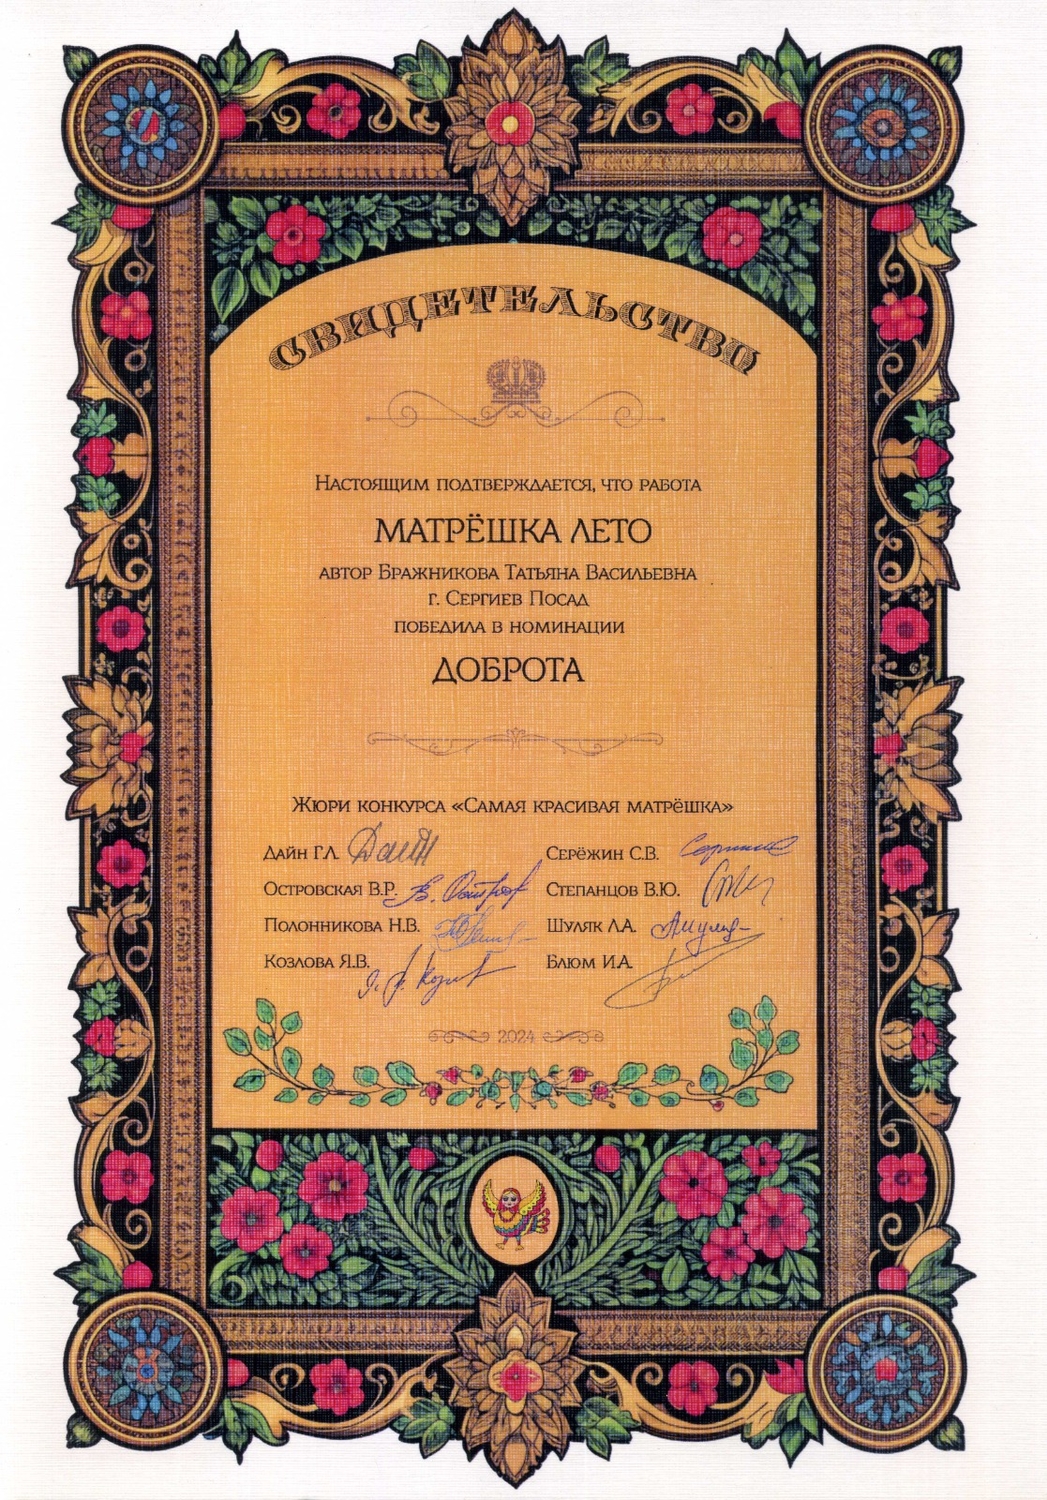 СВИДЕТЕЛЬСТВО
Настоящим подтверждается, что работа
МАТРЁШКА ЛЕТО
автор Бражникова Татьяна Васильевна
г. Сергиев Посад
победила в номинации
ДОБРОТА
Жюри конкурса «Самая красивая матрёшка»
Дайн Г.Л. Серёжин С.В.
Островская В.Р. Степанцов В.Ю.
Полонникова Н.В. Шуляк Л.А.
Козлова Я.В. Блюм И.А.
2024